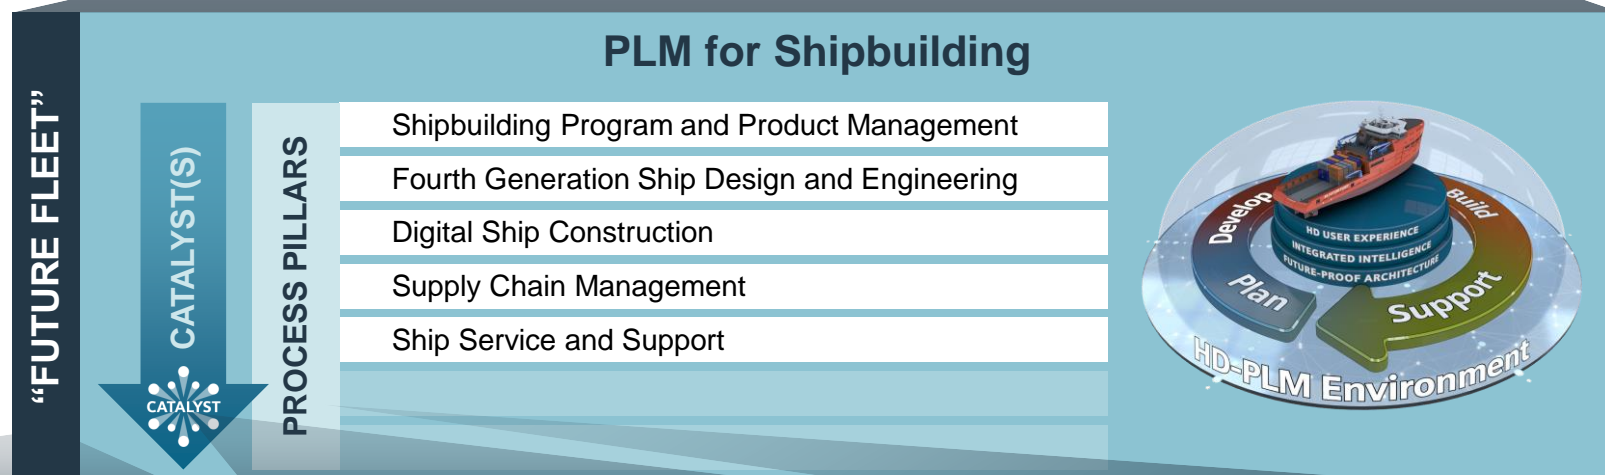 PLM for Shipbuilding
“FUTURE FLEET”
CATALYST(S)
CATALYST
PROCESS PILLARS
Shipbuilding Program and Product Management
Fourth Generation Ship Design and Engineering
Digital Ship Construction
Supply Chain Management
Ship Service and Support
Develop
Build
HD USER EXPERIENCE
INTEGRATED INTELLIGENCE
FUTURE-PROOF ARCHITECTURE
Plan
Support
HD-PLM Environment